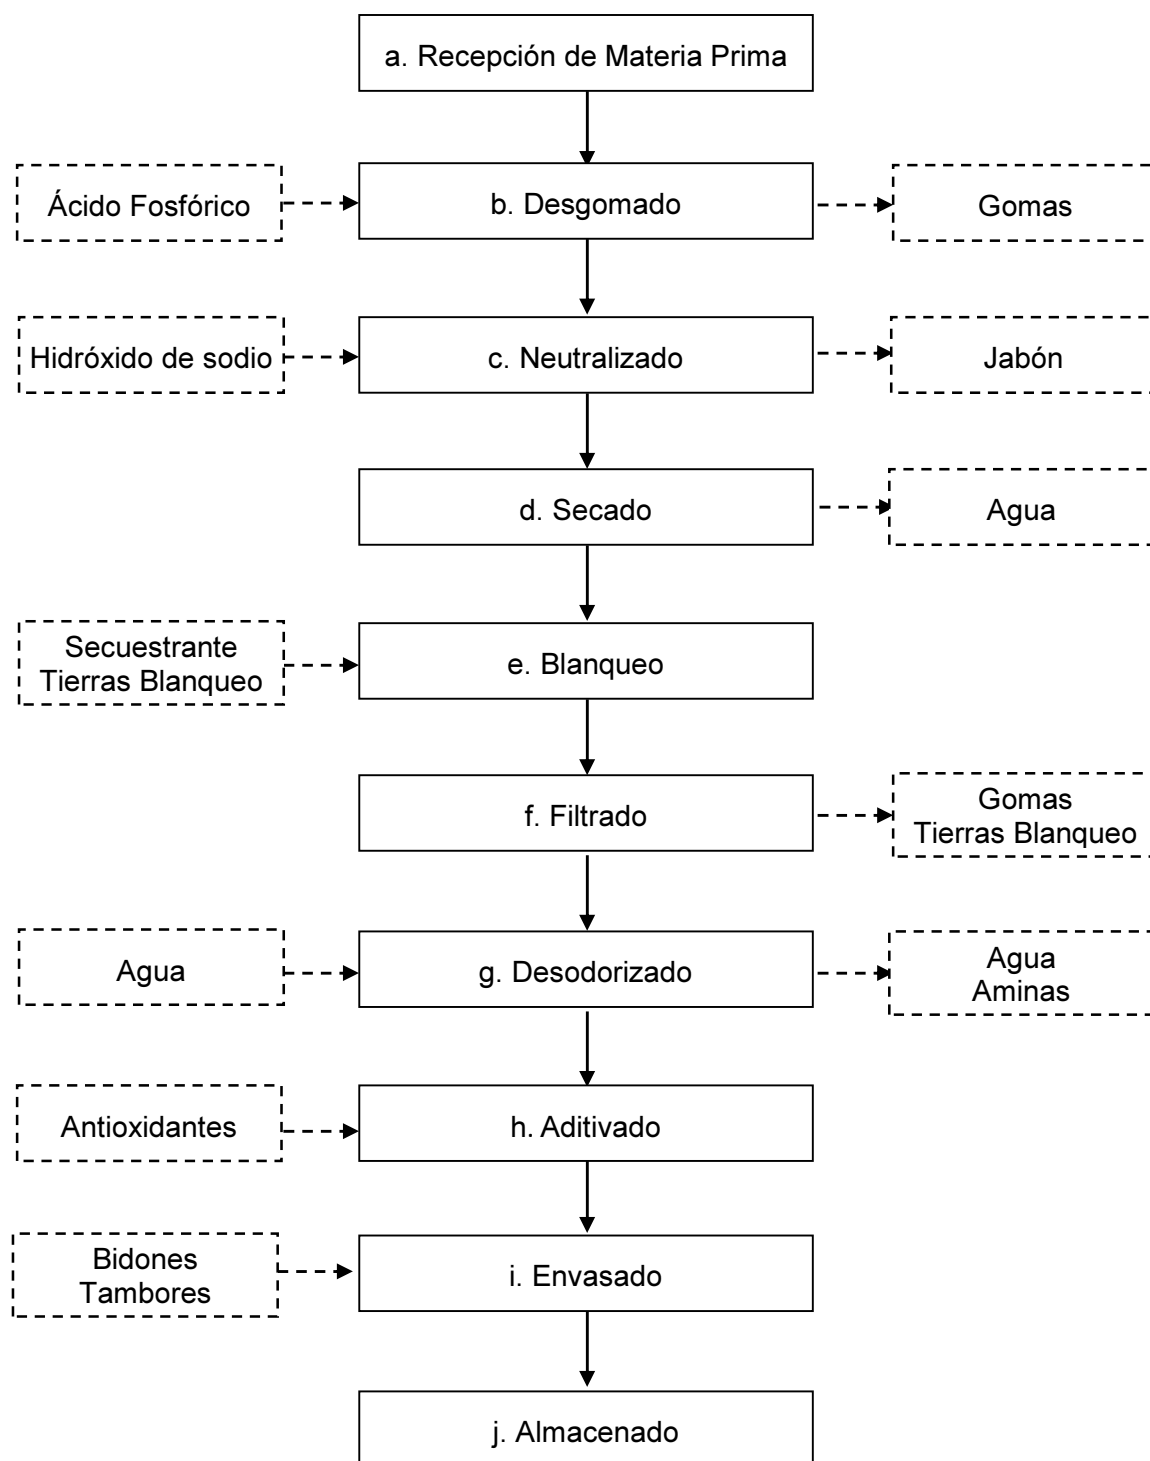 a. Recepción de Materia Prima
Ácido Fosfórico
b. Desgomado
Gomas
Hidróxido de sodio
c. Neutralizado
Jabón
d. Secado
Agua
Secuestrante
Tierras Blanqueo
e. Blanqueo
f. Filtrado
Gomas
Tierras Blanqueo
Agua
g. Desodorizado
Agua
Aminas
Antioxidantes
h. Aditivado
Bidones
Tambores
i. Envasado
j. Almacenado